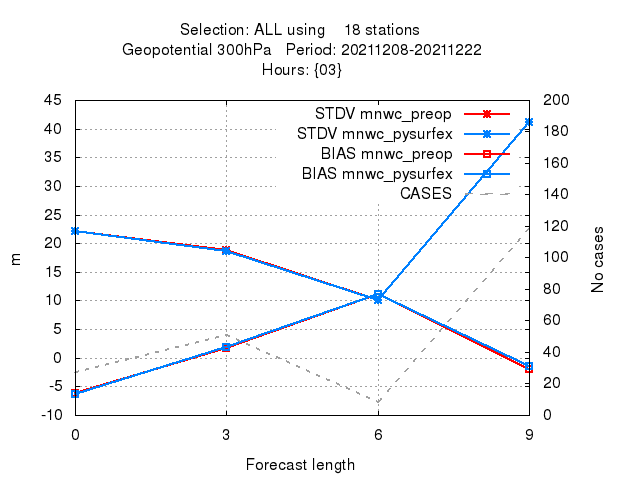 Selection: ALL using    18 stations
Geopotential 300hPa   Period: 20211208-20211222
Hours: {03}
STDV mnwc_preop
STDV mnwc_pysurfex
BIAS mnwc_preop
BIAS mnwc_pysurfex
CASES
45
40
35
30
25
20
15
10
5
0
-5
-10
m
200
180
160
140
120
100
80
60
40
20
0
No cases
0 3 6 9
Forecast length